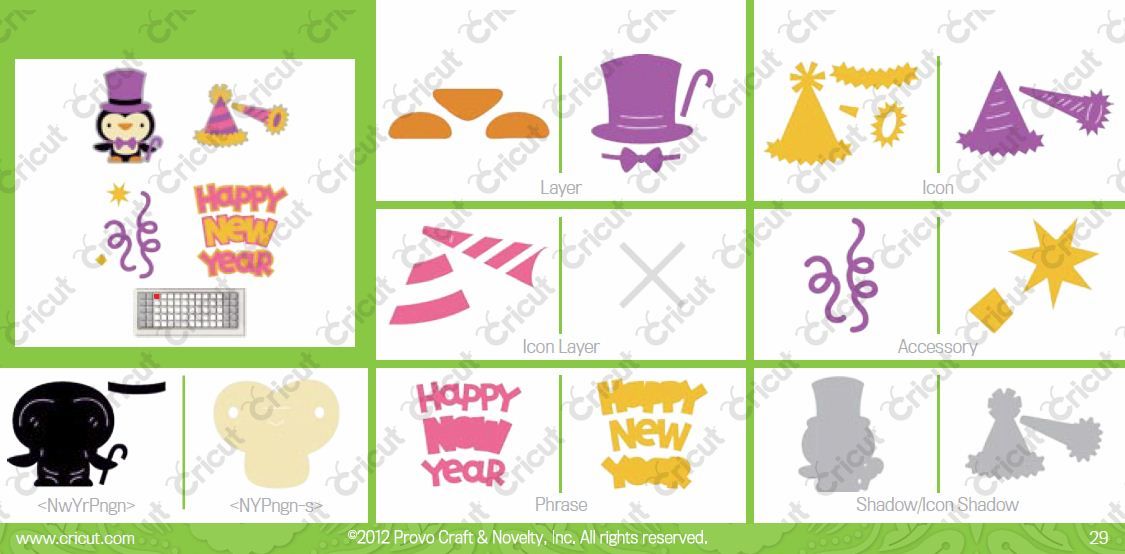 Happy
New
Year
Layer
Icon
Icon Layer
Accessory
Happy
New
Year
Happy
New
Year
<NwYrPngn>
<NYPngn-s>
Phrase
Shadow/Icon Shadow
www.cricut.com
©2012 Provo Craft & Novelty, Inc. All rights reserved.
29
Cricut